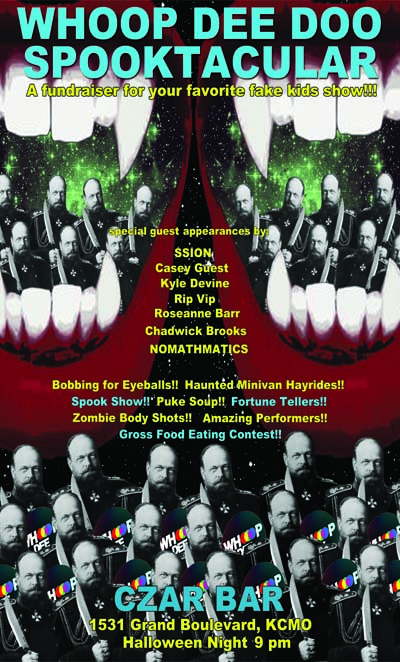 WHOOP DEE DOO
SPOOKTACULAR
A fundraiser for your favorite fake kids show!!!
special guest appearances by:
SSION
Casey Guest
Kyle Devine
Rip Vip
Roseanne Barr
Chadwick Brooks
NOMATHMATICS
Bobbing for Eyeballs!! Haunted Minivan Hayrides!!
Spook Show!! Puke Soup!! Fortune Tellers!!
Zombie Body Shots!! Amazing Performers!!
Gross Food Eating Contest!!
CZAR BAR
1531 Grand Boulevard, KCMO
Halloween Night 9 pm